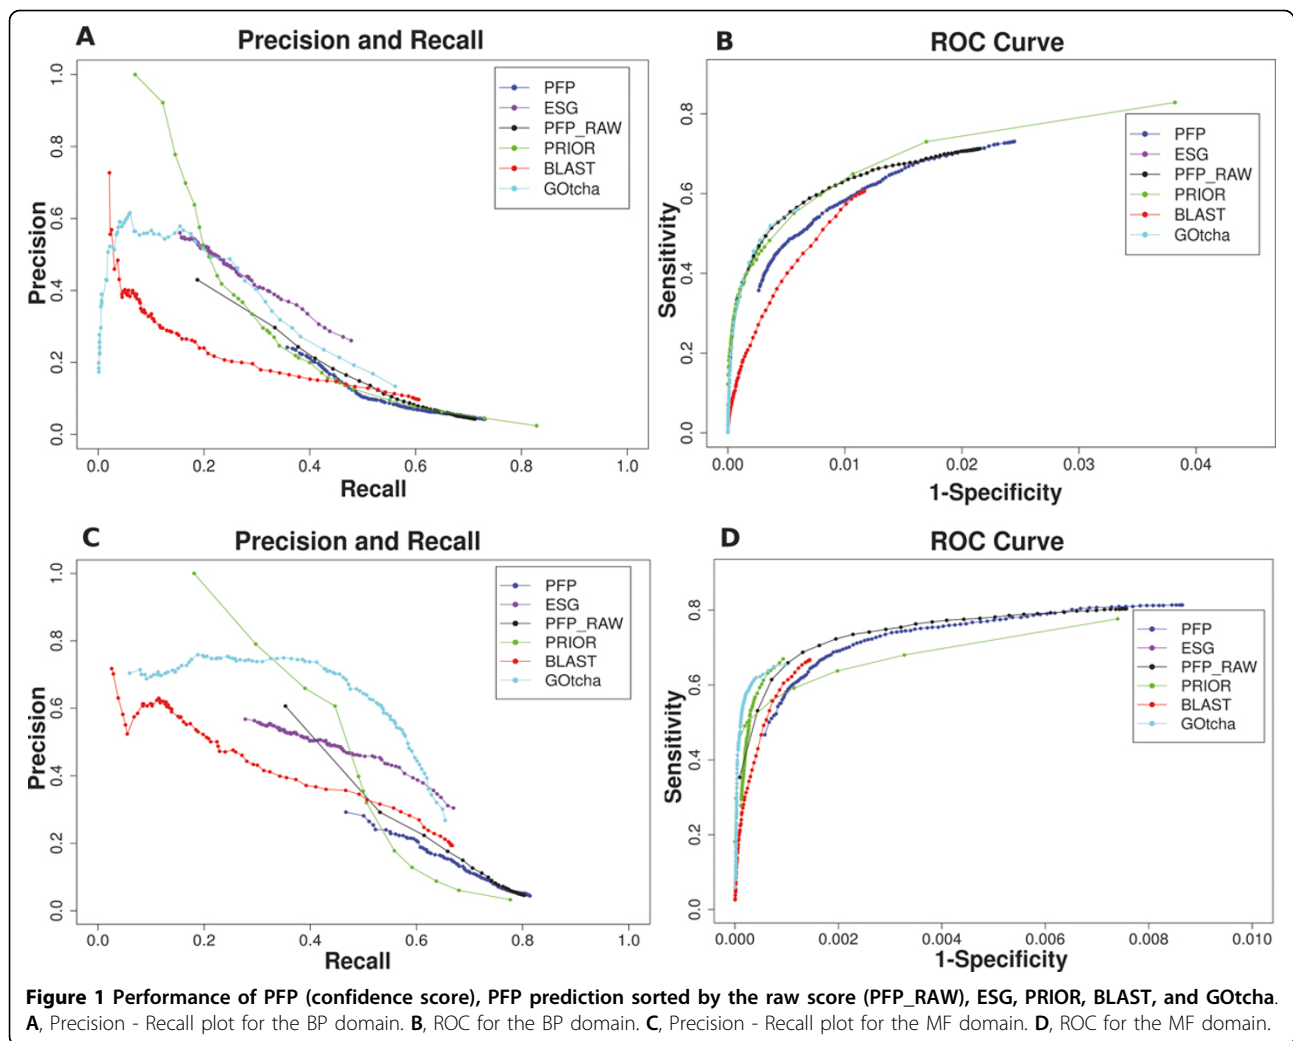 A
Precision and Recall
Precision
1.0
0.8
0.6
0.4
0.2
0.0
PFP
ESG
PFP_RAW
PRIOR
BLAST
GOtcha
0.0 0.2 0.4 0.6 0.8 1.0
Recall
B
ROC Curve
Sensitivity
0.8
0.6
0.4
0.2
0.0
PFP
ESG
PFP_RAW
PRIOR
BLAST
GOtcha
0.00 0.01 0.02 0.03 0.04
1-Specificity
C
Precision and Recall
Precision
1.0
0.8
0.6
0.4
0.2
0.0
PFP
ESG
PFP_RAW
PRIOR
BLAST
GOtcha
0.0 0.2 0.4 0.6 0.8 1.0
Recall
D
ROC Curve
Sensitivity
0.8
0.6
0.4
0.2
0.0
PFP
ESG
PFP_RAW
PRIOR
BLAST
GOtcha
0.000 0.002 0.004 0.006 0.008 0.010
1-Specificity
Figure 1 Performance of PFP (confidence score), PFP prediction sorted by the raw score (PFP_RAW), ESG, PRIOR, BLAST, and GOtcha.
A, Precision - Recall plot for the BP domain. B, ROC for the BP domain. C, Precision - Recall plot for the MF domain. D, ROC for the MF domain.